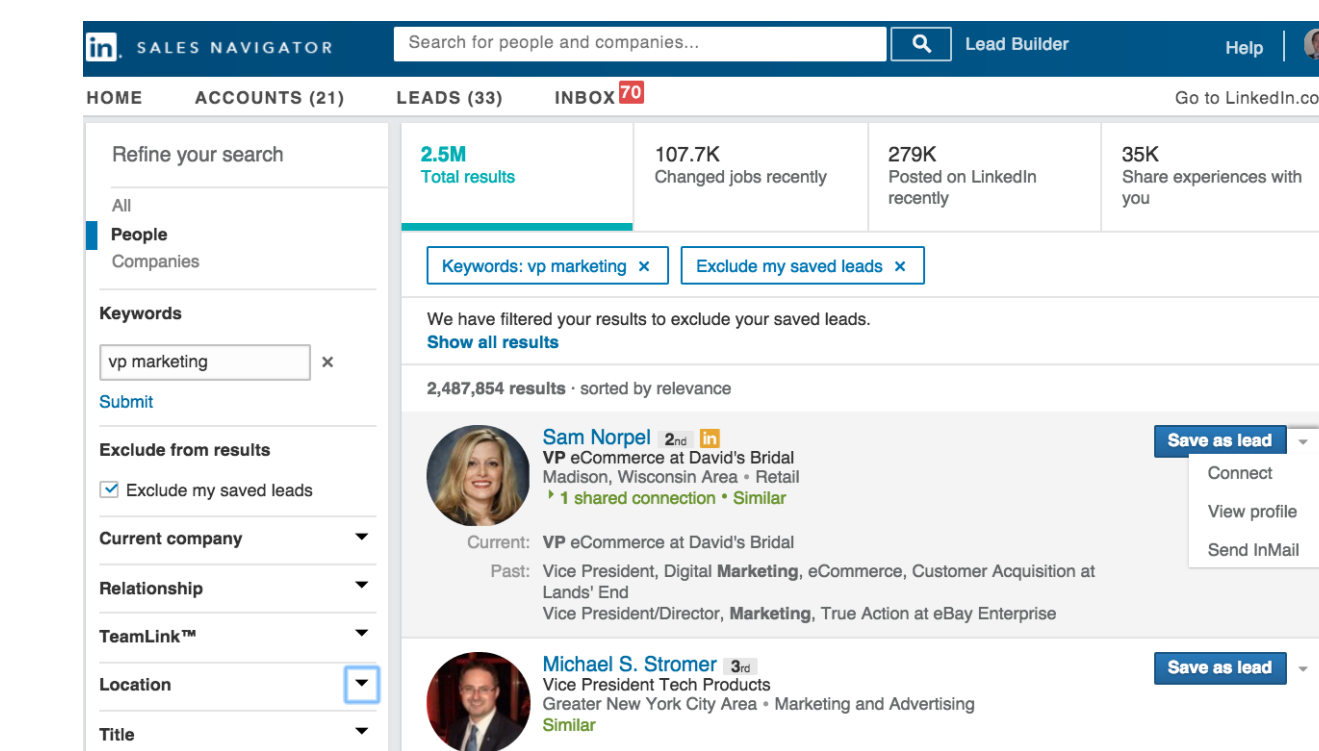 in. SALES NAVIGATOR
Search for people and companies...
Lead Builder
Help
HOME ACCOUNTS (21) LEADS (33) INBOX 70
Go to LinkedIn.co
Refine your search
All
People
Companies
Keywords
vp marketing ×
Submit
Exclude from results
Exclude my saved leads
Current company
Relationship
TeamLink™
Location
Title
2.5M
Total results
107.7K
Changed jobs recently
279K
Posted on LinkedIn
recently
35K
Share experiences with
you
Keywords: vp marketing × Exclude my saved leads ×
We have filtered your results to exclude your saved leads.
Show all results
2,487,854 results · sorted by relevance
Sam Norpel 2nd in
VP eCommerce at David's Bridal
Madison, Wisconsin Area • Retail
1 shared connection • Similar
Current: VP eCommerce at David's Bridal
Past: Vice President, Digital Marketing, eCommerce, Customer Acquisition at
Lands' End
Vice President/Director, Marketing, True Action at eBay Enterprise
Save as lead
Connect
View profile
Send InMail
Michael S. Stromer 3rd
Vice President Tech Products
Greater New York City Area • Marketing and Advertising
Similar
Save as lead